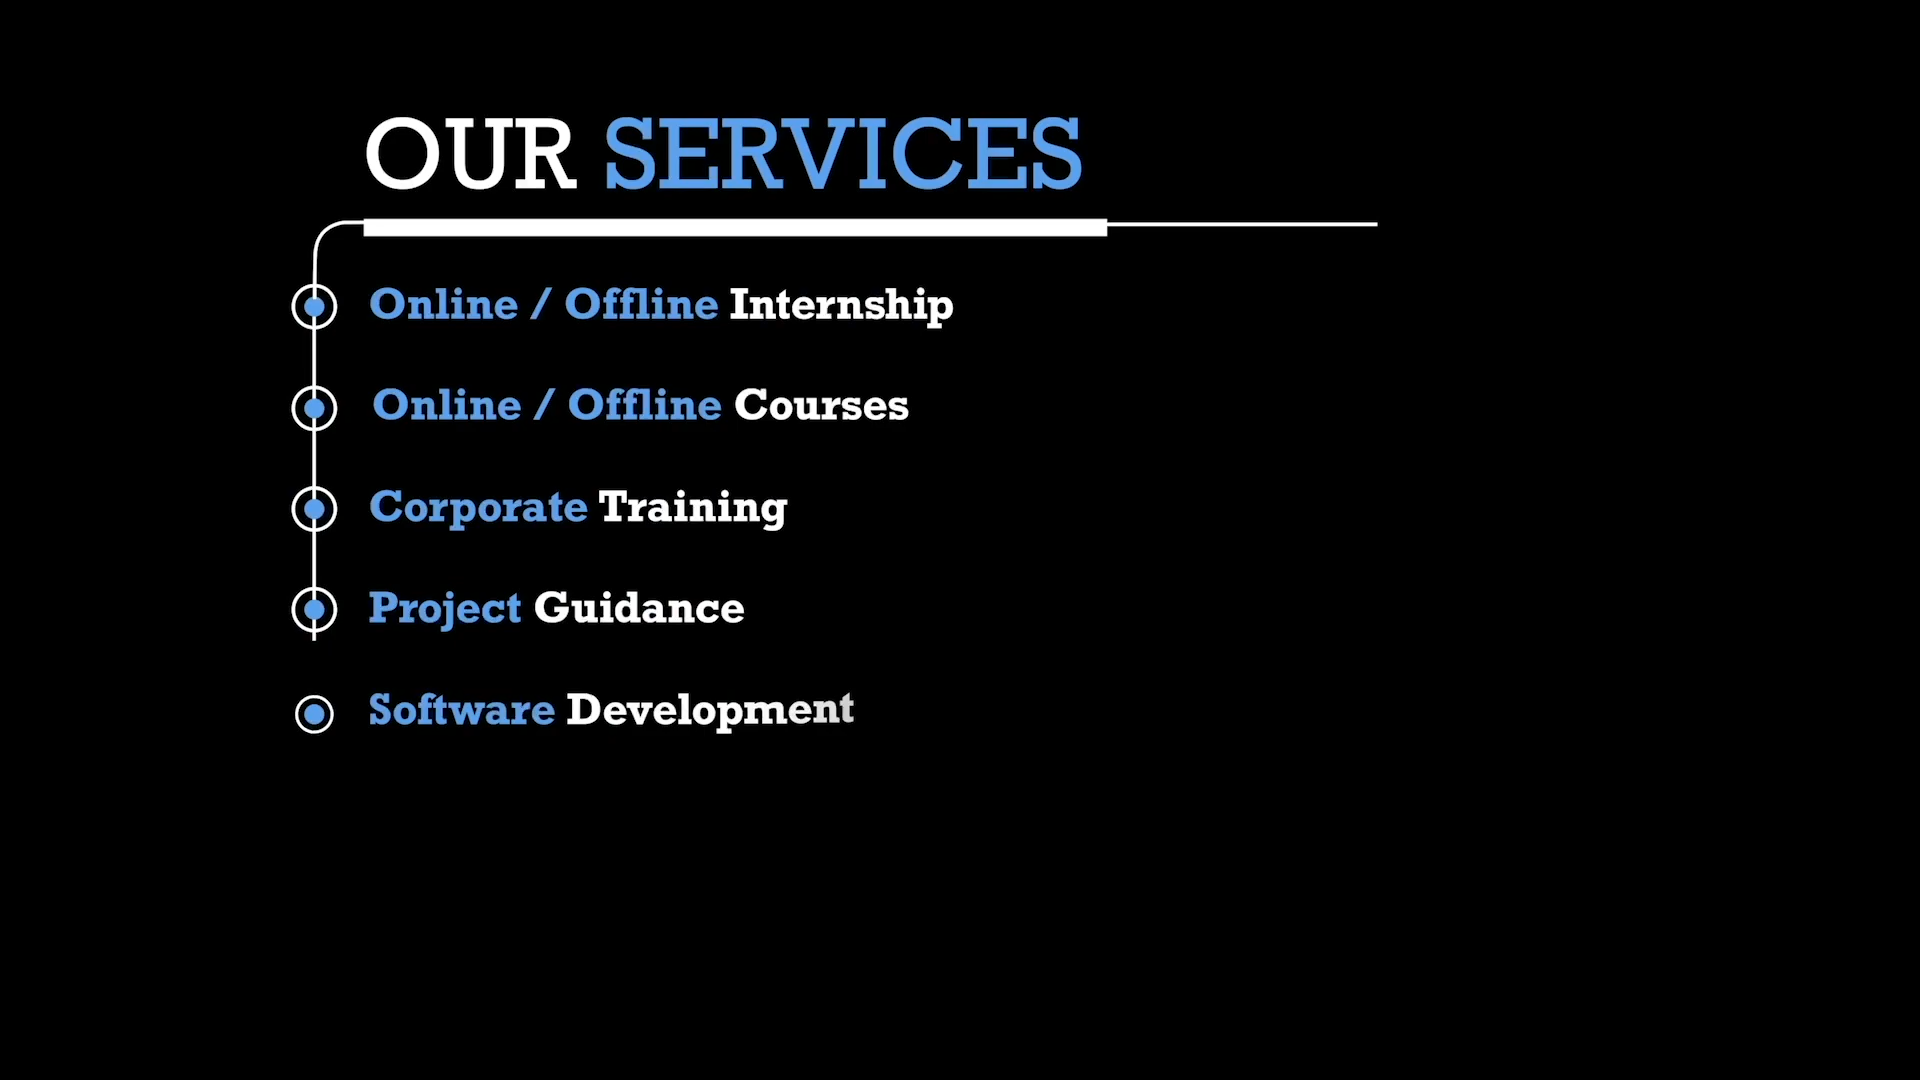 OUR SERVICES
Online / Offline Internship
Online / Offline Courses
Corporate Training
Project Guidance
Software Development